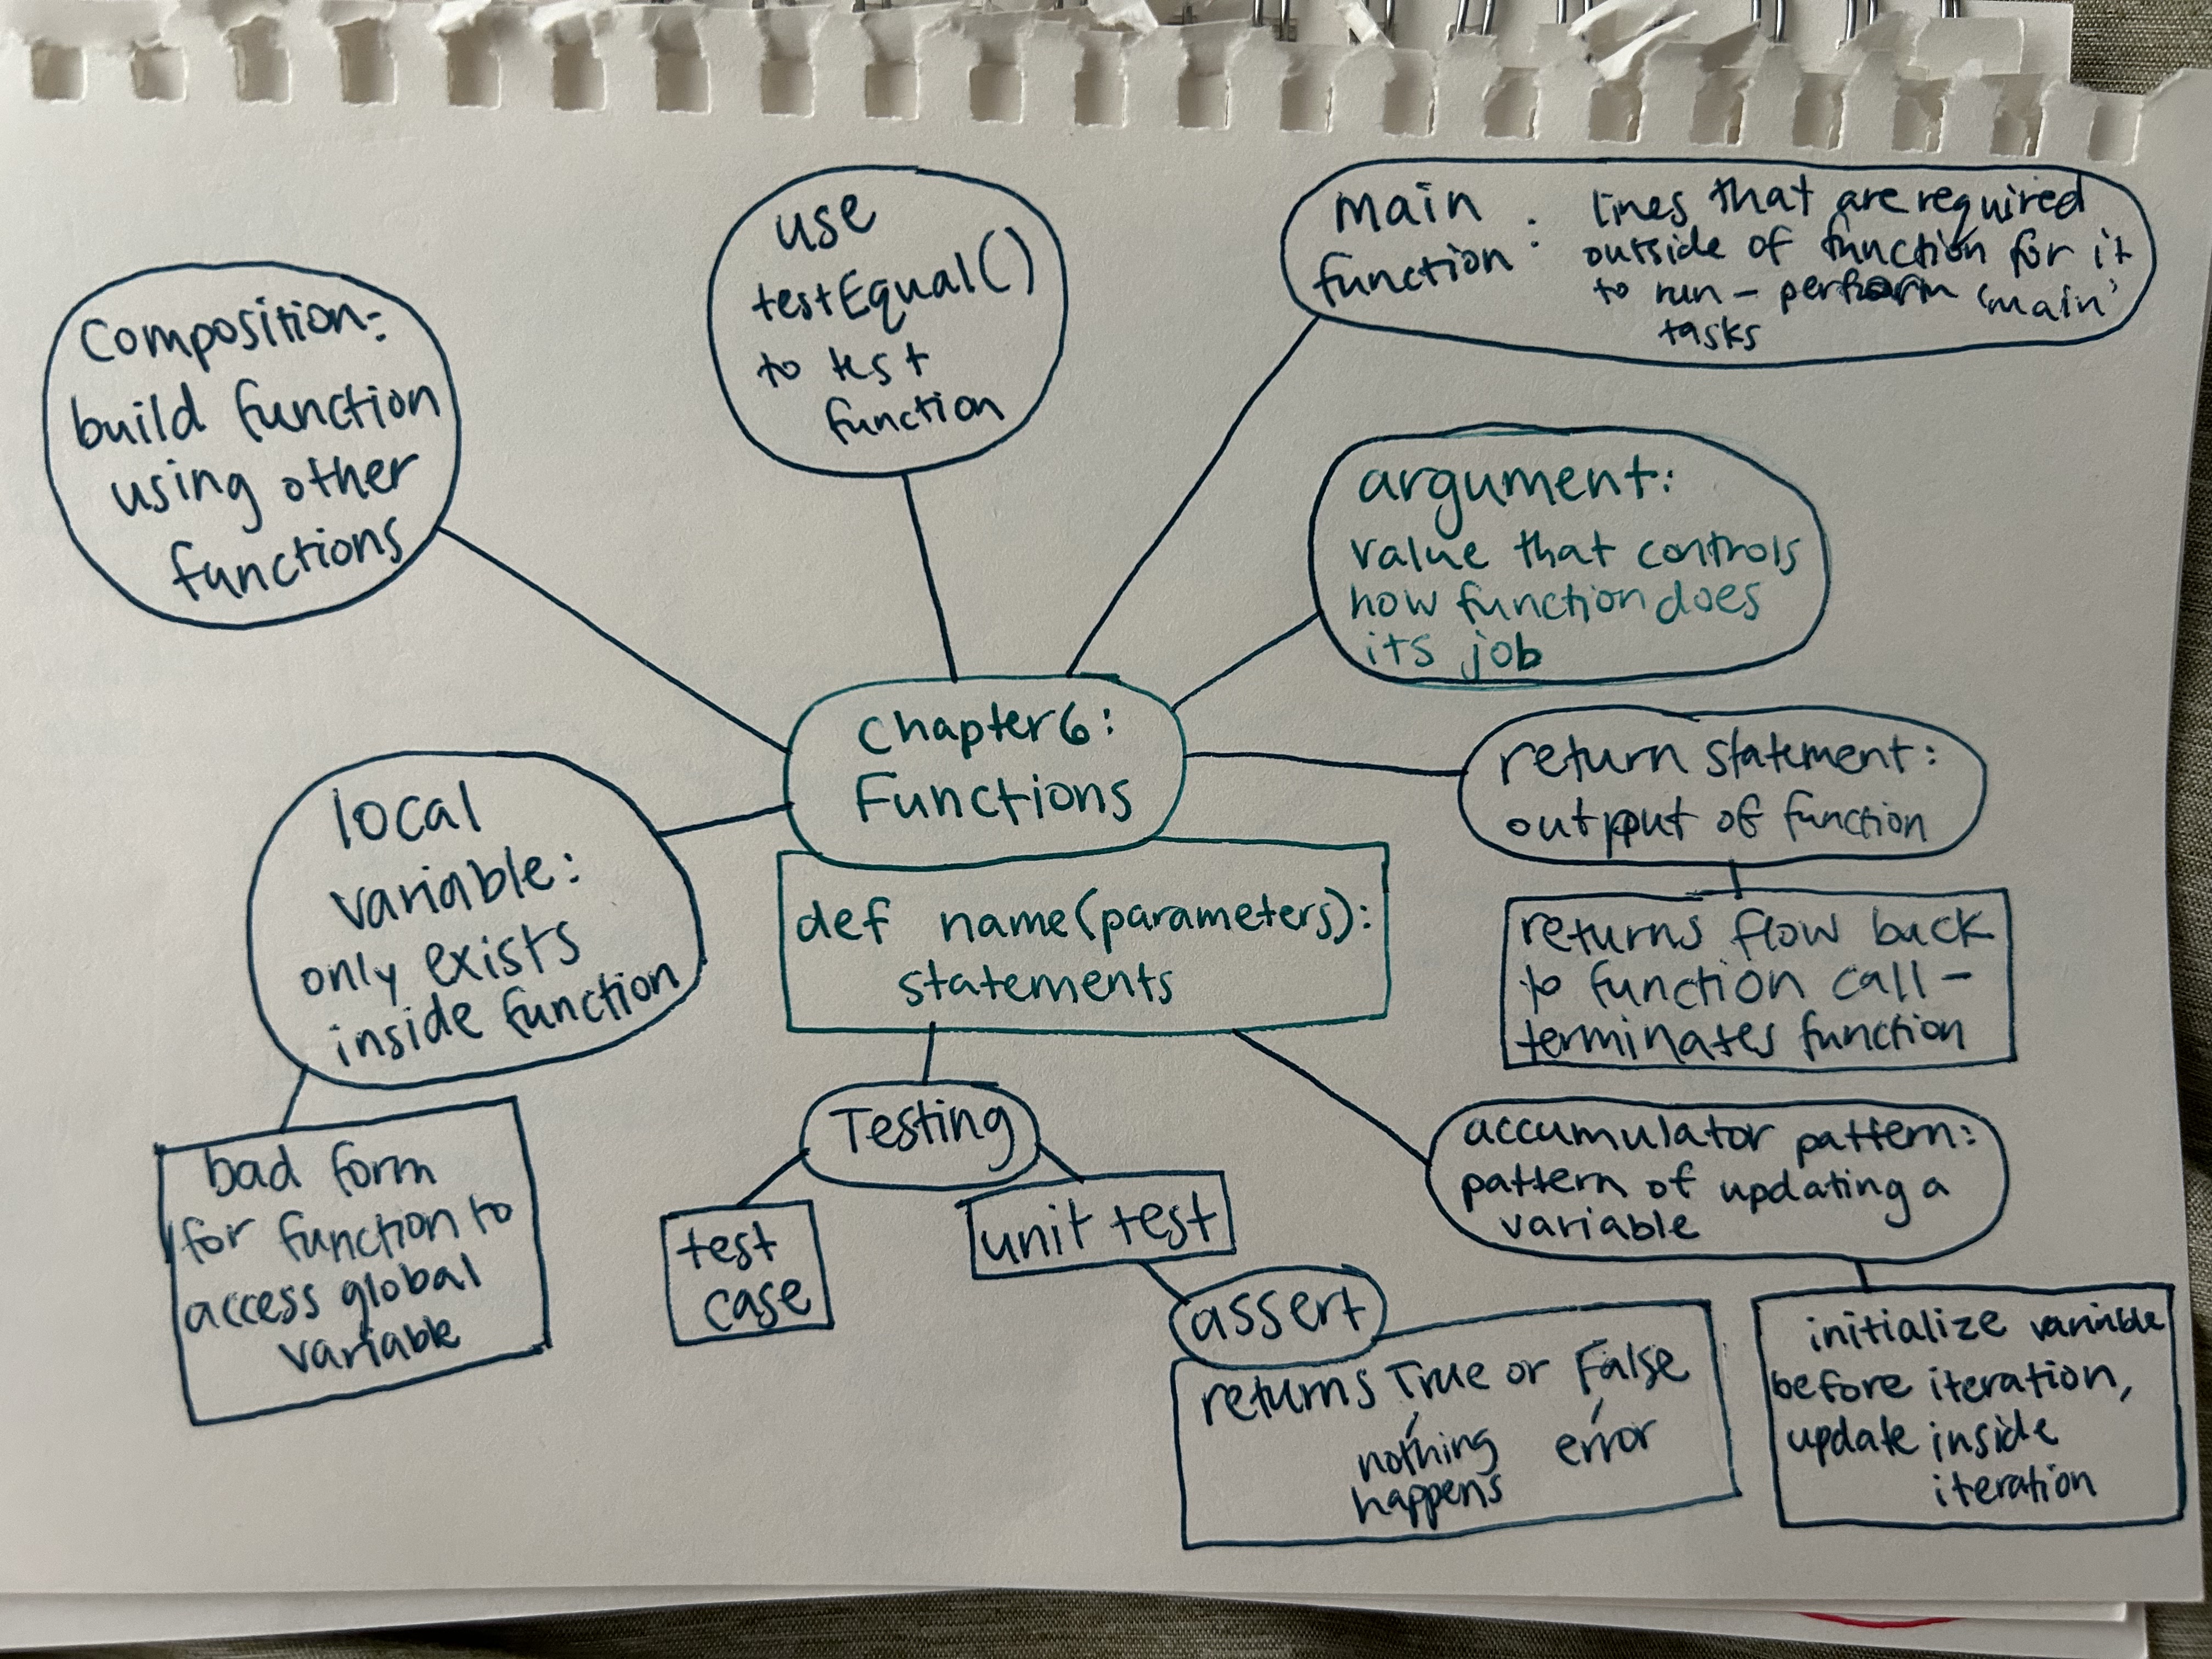 Composition:
build function
using other
functions
use
testEqual()
to test
function
main
function :
lines that are required
outside of function for it
to run - perform 'main'
tasks
local
variable:
only exists
inside function
bad form
for function to
access global
variable
Chapter 6:
Functions
def name(parameters):
statements
argument:
value that controls
how function does
its job
return statement:
output of function
returns flow back
to function call -
terminates function
Testing
test
case
unit test
assert
returns True or False
nothing
happens
error
accumulator pattern:
pattern of updating a
variable
initialize variable
before iteration,
update inside
iteration